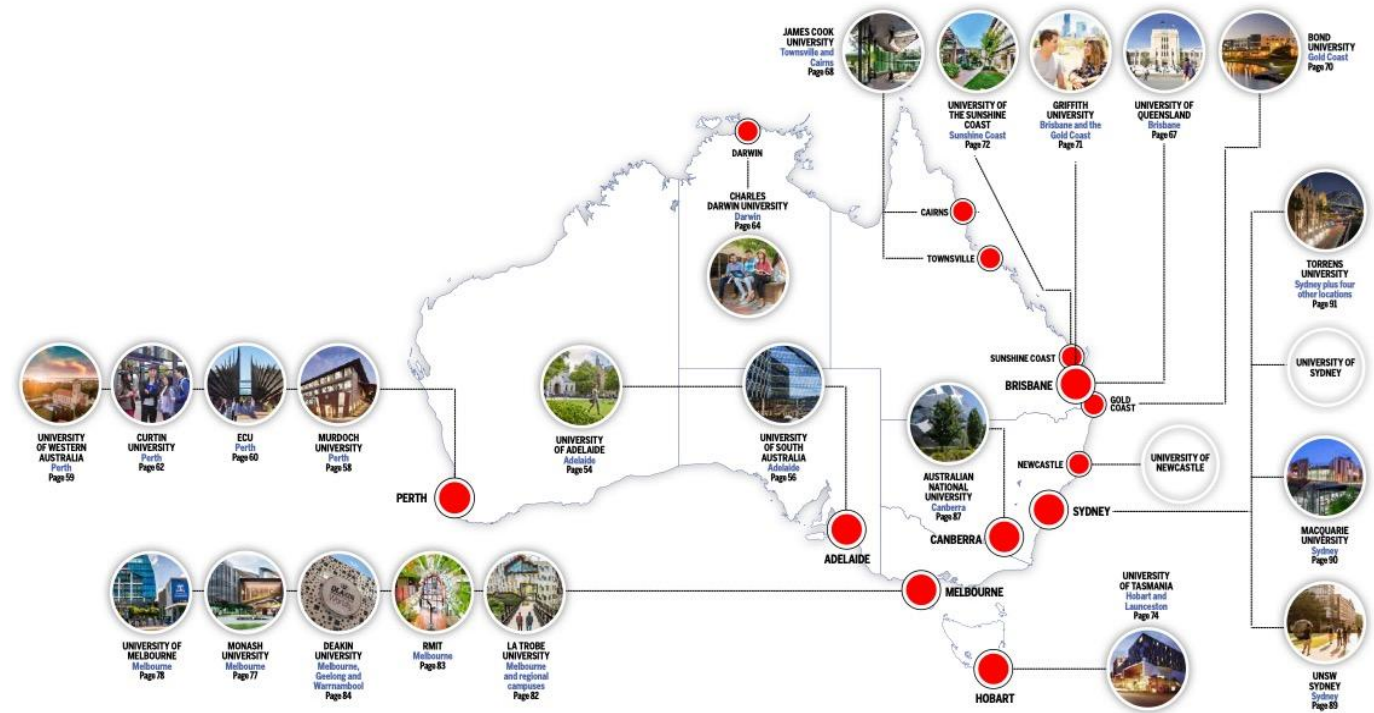 JAMES COOK
UNIVERSITY
Townsville and
Cairns
Page 68
UNIVERSITY OF
THE SUNSHINE
COAST
Sunshine Coast
Page 72
GRIFFITH
UNIVERSITY
Brisbane and the
Gold Coast
Page 71
UNIVERSITY OF
QUEENSLAND
Brisbane
Page 67
BOND
UNIVERSITY
Gold Coast
Page 70
DARWIN
CHARLES
DARWIN UNIVERSITY
Darwin
Page 64
CAIRNS
TOWNSVILLE
TORRENS
UNIVERSITY
Sydney plus four
other locations
Page 91
SUNSHINE COAST
BRISBANE
GOLD
COAST
UNIVERSITY OF
SYDNEY
UNIVERSITY
OF WESTERN
AUSTRALIA
Perth
Page 59
CURTIN
UNIVERSITY
Perth
Page 62
ECU
Perth
Page 60
MURDOCH
UNIVERSITY
Perth
Page 58
UNIVERSITY
OF ADELAIDE
Adelaide
Page 54
UNIVERSITY
OF SOUTH
AUSTRALIA
Adelaide
Page 56
AUSTRALIAN
NATIONAL
UNIVERSITY
Canberra
Page 87
NEWCASTLE
UNIVERSITY OF
NEWCASTLE
PERTH
SYDNEY
MACQUARIE
UNIVERSITY
Sydney
Page 90
ADELAIDE
CANBERRA
MELBOURNE
UNIVERSITY
OF TASMANIA
Hobart and
Launceston
Page 74
UNIVERSITY OF
MELBOURNE
Melbourne
Page 78
MONASH
UNIVERSITY
Melbourne
Page 77
DEAKIN
UNIVERSITY
Melbourne,
Geelong and
Warrnambool
Page 84
RMIT
Melbourne
Page 83
LA TROBE
UNIVERSITY
Melbourne
and regional
campuses
Page 82
HOBART
UNSW
SYDNEY
Sydney
Page 89